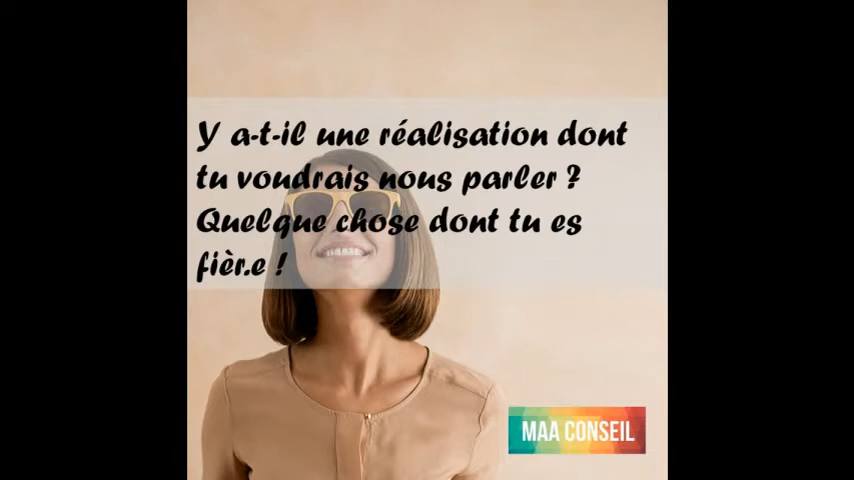 Y a-t-il une réalisation dont
tu voudrais nous parler ?
Quelque chose dont tu es
fièr.e !
MAA CONSEIL